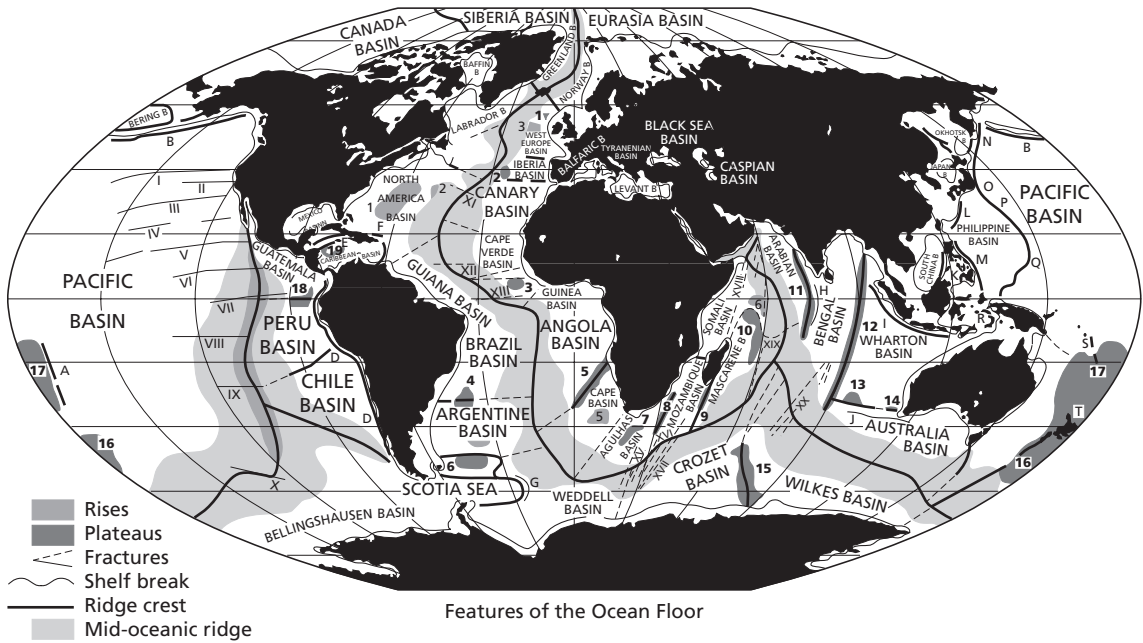 CANADA
BASIN
SIBERIA BASIN
EURASIA BASIN
GREENLAND B
BAFFIN
B
NORWAY B
BERING B
B
LABRADOR B
1
3
WEST
EUROPE
BASIN
BLACK SEA
BASIN
OKHOTSK
B
N
B
BALEARIC B
TYRANENIAN
BASIN
CASPIAN
BASIN
JAPAN
B
I
II
III
IV
V
VI
VII
VIII
IX
X
NORTH
AMERICA
BASIN
1
2
2
IBERIA
BASIN
LEVANT B
XI
CANARY
BASIN
O
P
PACIFIC
BASIN
MEXICO
BASIN
F
E
19
CARIBBEAN BASIN
L
PHILIPPINE
BASIN
M
Q
GUATEMALA
BASIN
CAPE
VERDE
BASIN
ARABIAN
BASIN
SOUTH
CHINA B
PACIFIC
BASIN
XII
XIII
3
GUINEA
BASIN
XVIII
11
H
BENGAL
BASIN
18
GUIANA BASIN
SOMALI
BASIN
6
10
12
I
WHARTON
BASIN
R
PERU
BASIN
BRAZIL
BASIN
ANGOLA
BASIN
XIX
S
17
A
17
D
CHILE
BASIN
D
4
5
CAPE
BASIN
5
MOZAMBIQUE
BASIN
MASCARENE B
XX
13
14
J
T
ARGENTINE
BASIN
7
8
9
AUSTRALIA
BASIN
16
16
AGULHAS
BASIN
XV
XVII
6
G
CROZET
BASIN
15
SCOTIA SEA
WEDDELL
BASIN
WILKES BASIN
BELLINGSHAUSEN BASIN
Rises
Plateaus
Fractures
Shelf break
Ridge crest
Mid-oceanic ridge
Features of the Ocean Floor